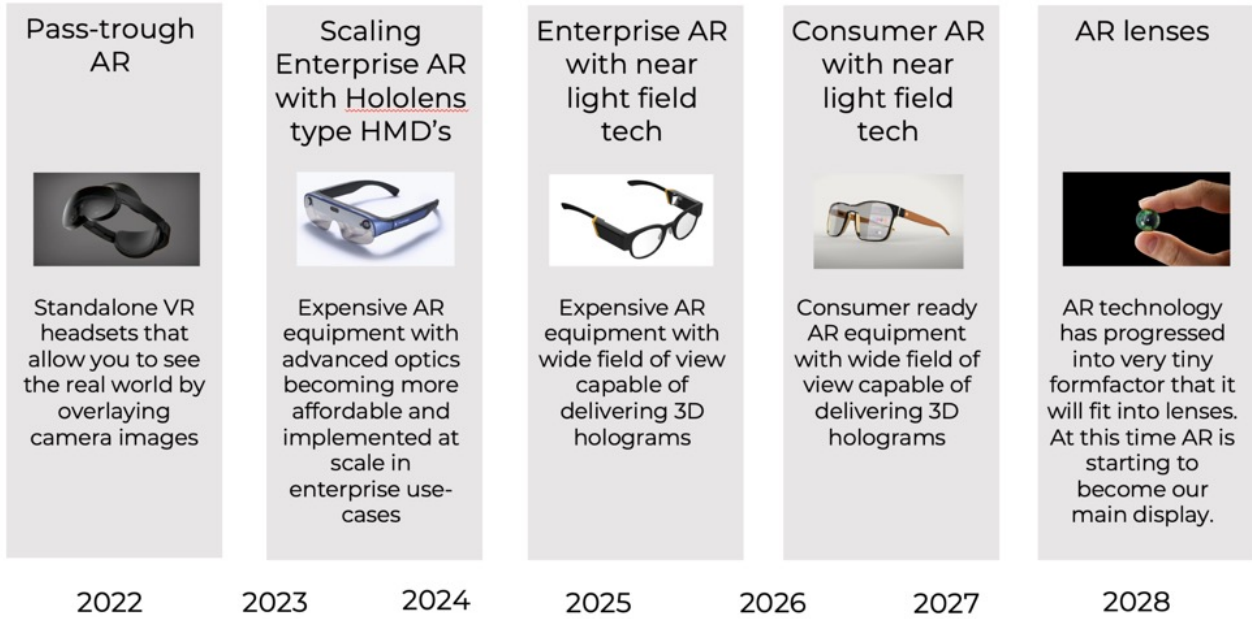 Pass-trough
AR
Standalone VR
headsets that
allow you to see
the real world by
overlaying
camera images
Scaling
Enterprise AR
with Hololens
type HMD’s
Expensive AR
equipment with
advanced optics
becoming more
affordable and
implemented at
scale in
enterprise use-
cases
Enterprise AR
with near
light field
tech
Expensive AR
equipment with
wide field of view
capable of
delivering 3D
holograms
Consumer AR
with near
light field
tech
Consumer ready
AR equipment
with wide field of
view capable of
delivering 3D
holograms
AR lenses
AR technology
has progressed
into very tiny
formfactor that it
will fit into lenses.
At this time AR is
starting to
become our
main display.
2022
2023
2024
2025
2026
2027
2028